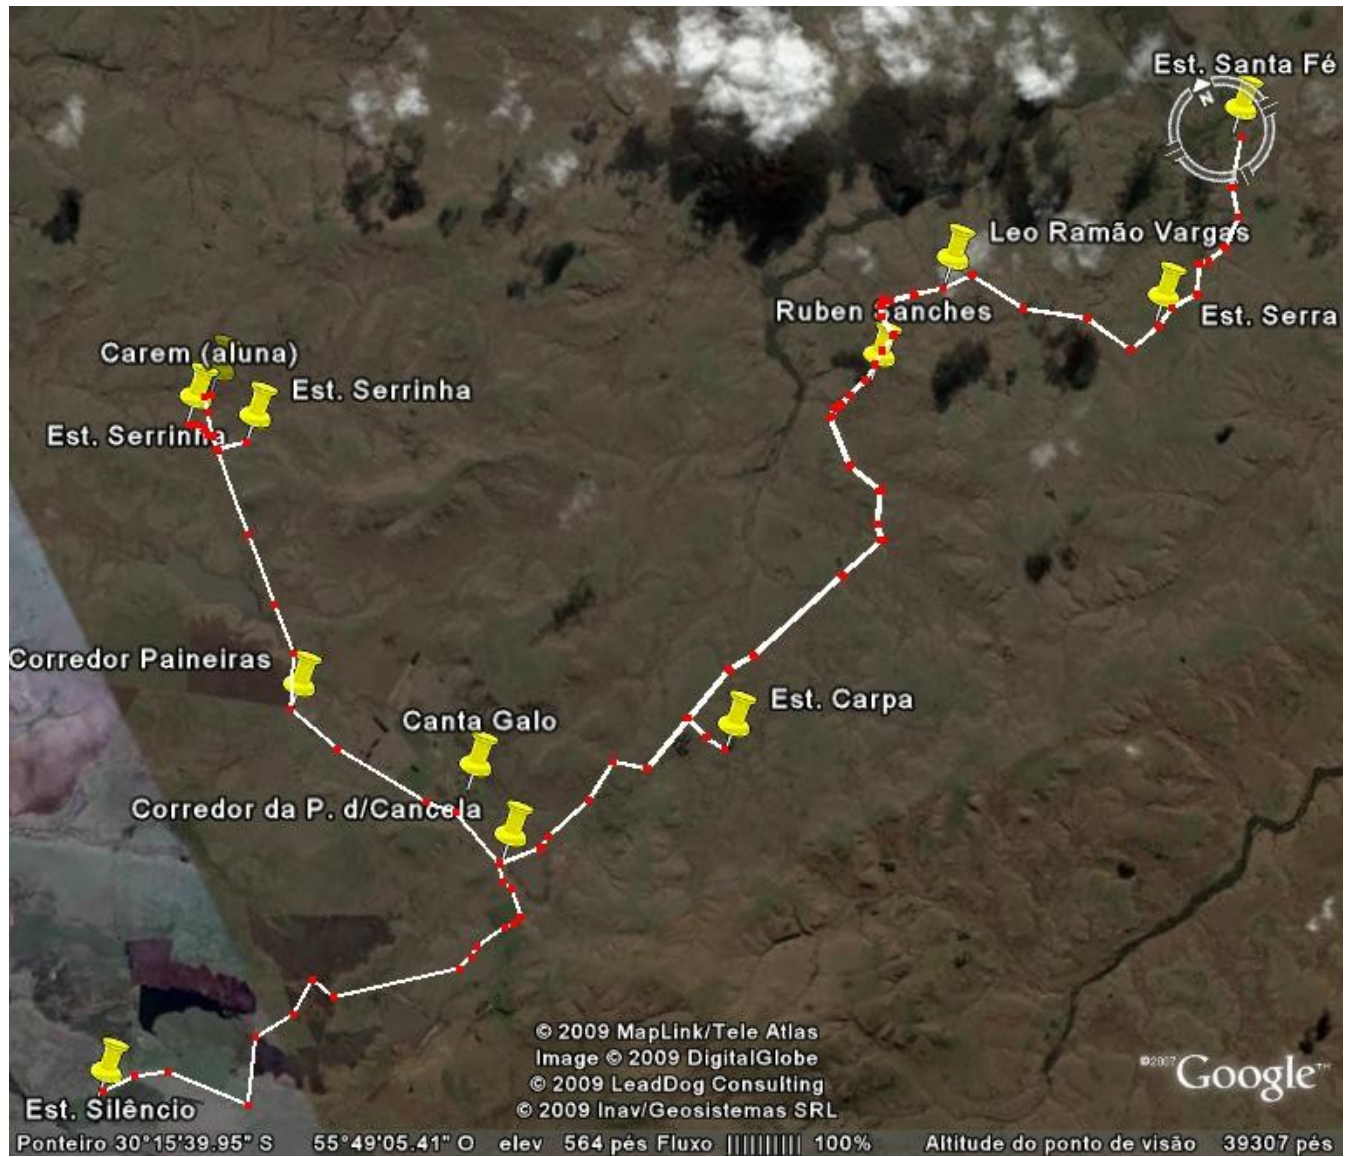 Est. Santa Fé
N
Leo Ramão Vargas
Ruben Sanches
Est. Serra
Carem (aluna)
Est. Serrinha
Est. Serrinha
Corredor Paineiras
Est. Carpa
Canta Galo
Corredor da P. d/Cancela
© 2009 MapLink/Tele Atlas
Image © 2009 DigitalGlobe
© 2009 LeadDog Consulting
© 2009 Inav/Geosistemas SRL
©2007 Google™
Est. Silêncio
Ponteiro 30°15'39.95" S 55°49'05.41" O elev 564 pés Fluxo |||||||||| 100% Altitude do ponto de visão 39307 pés